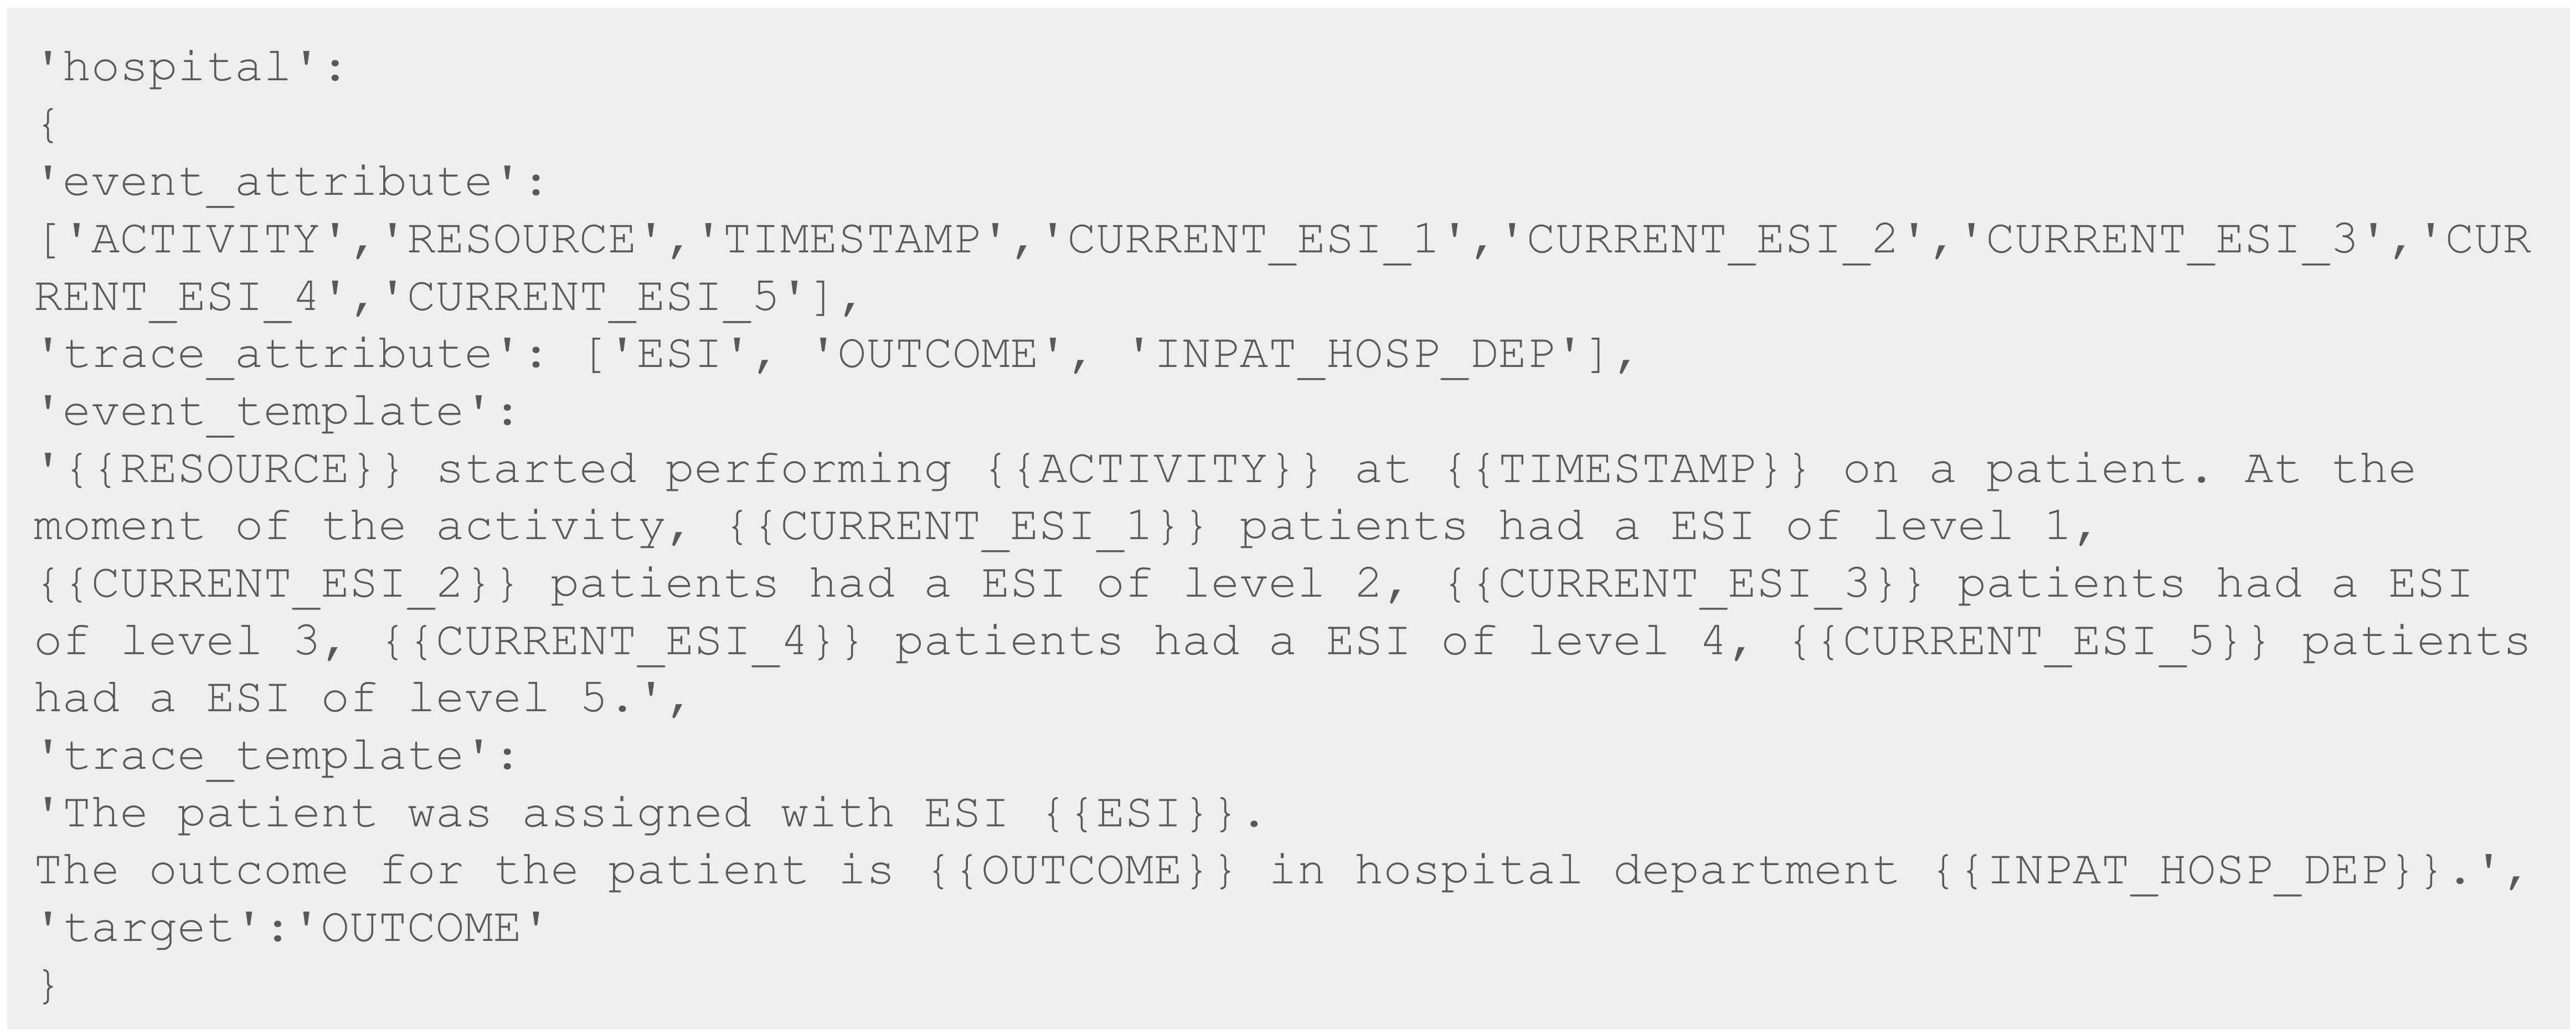 'hospital':
{
'event_attribute':
['ACTIVITY','RESOURCE','TIMESTAMP','CURRENT_ESI_1','CURRENT_ESI_2','CURRENT_ESI_3','CUR
RENT_ESI_4','CURRENT_ESI_5'],
'trace_attribute': ['ESI', 'OUTCOME', 'INPAT_HOSP_DEP'],
'event_template':
'{{RESOURCE}} started performing {{ACTIVITY}} at {{TIMESTAMP}} on a patient. At the
moment of the activity, {{CURRENT_ESI_1}} patients had a ESI of level 1,
{{CURRENT_ESI_2}} patients had a ESI of level 2, {{CURRENT_ESI_3}} patients had a ESI
of level 3, {{CURRENT_ESI_4}} patients had a ESI of level 4, {{CURRENT_ESI_5}} patients
had a ESI of level 5.',
'trace_template':
'The patient was assigned with ESI {{ESI}}.
The outcome for the patient is {{OUTCOME}} in hospital department {{INPAT_HOSP_DEP}}.',
'target':'OUTCOME'
}